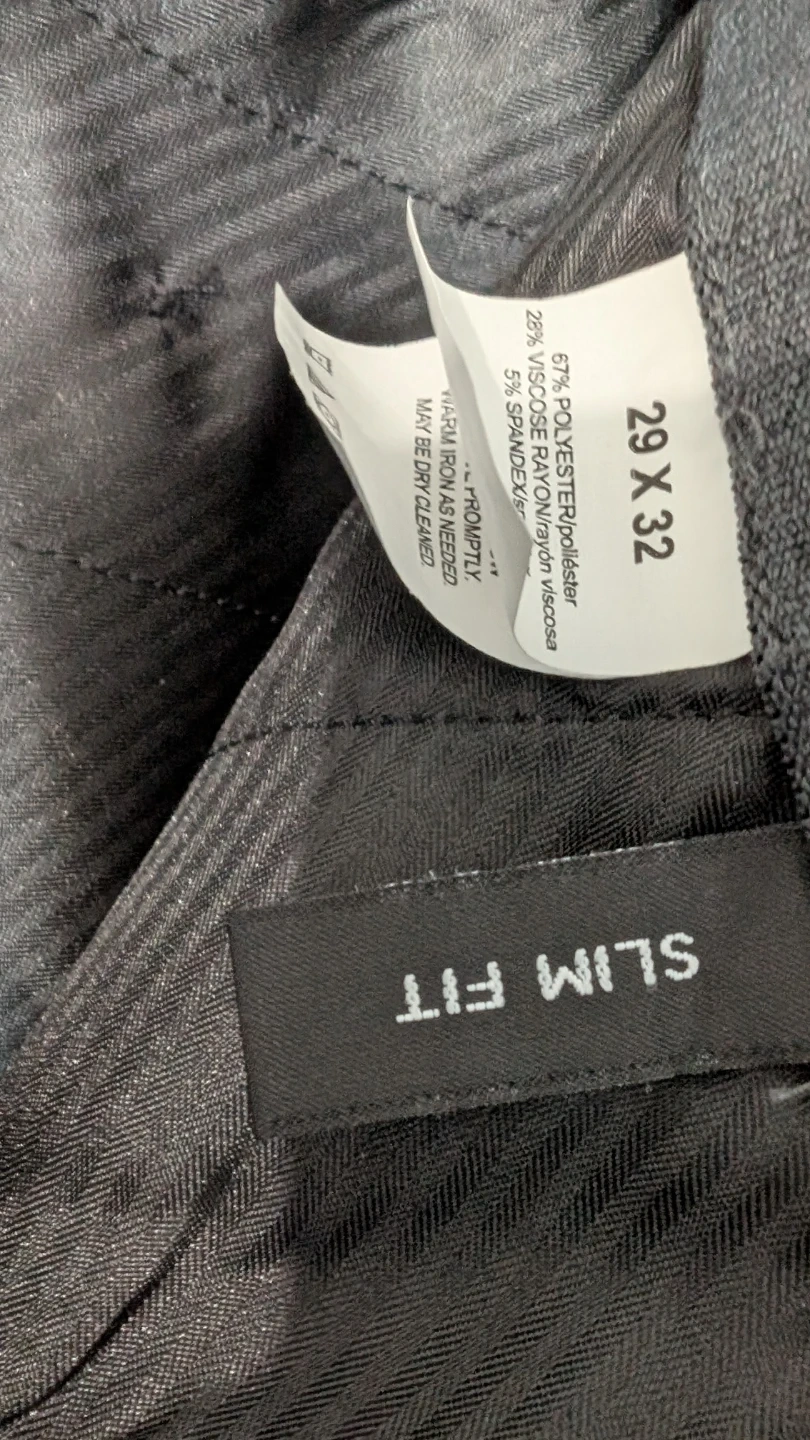 29 X 32
67% POLYESTER/poliéster
28% VISCOSE RAYON/rayón viscosa
5% SPANDEX/
PROMPTLY.
WARM IRON AS NEEDED.
MAY BE DRY CLEANED.
SLIM FIT